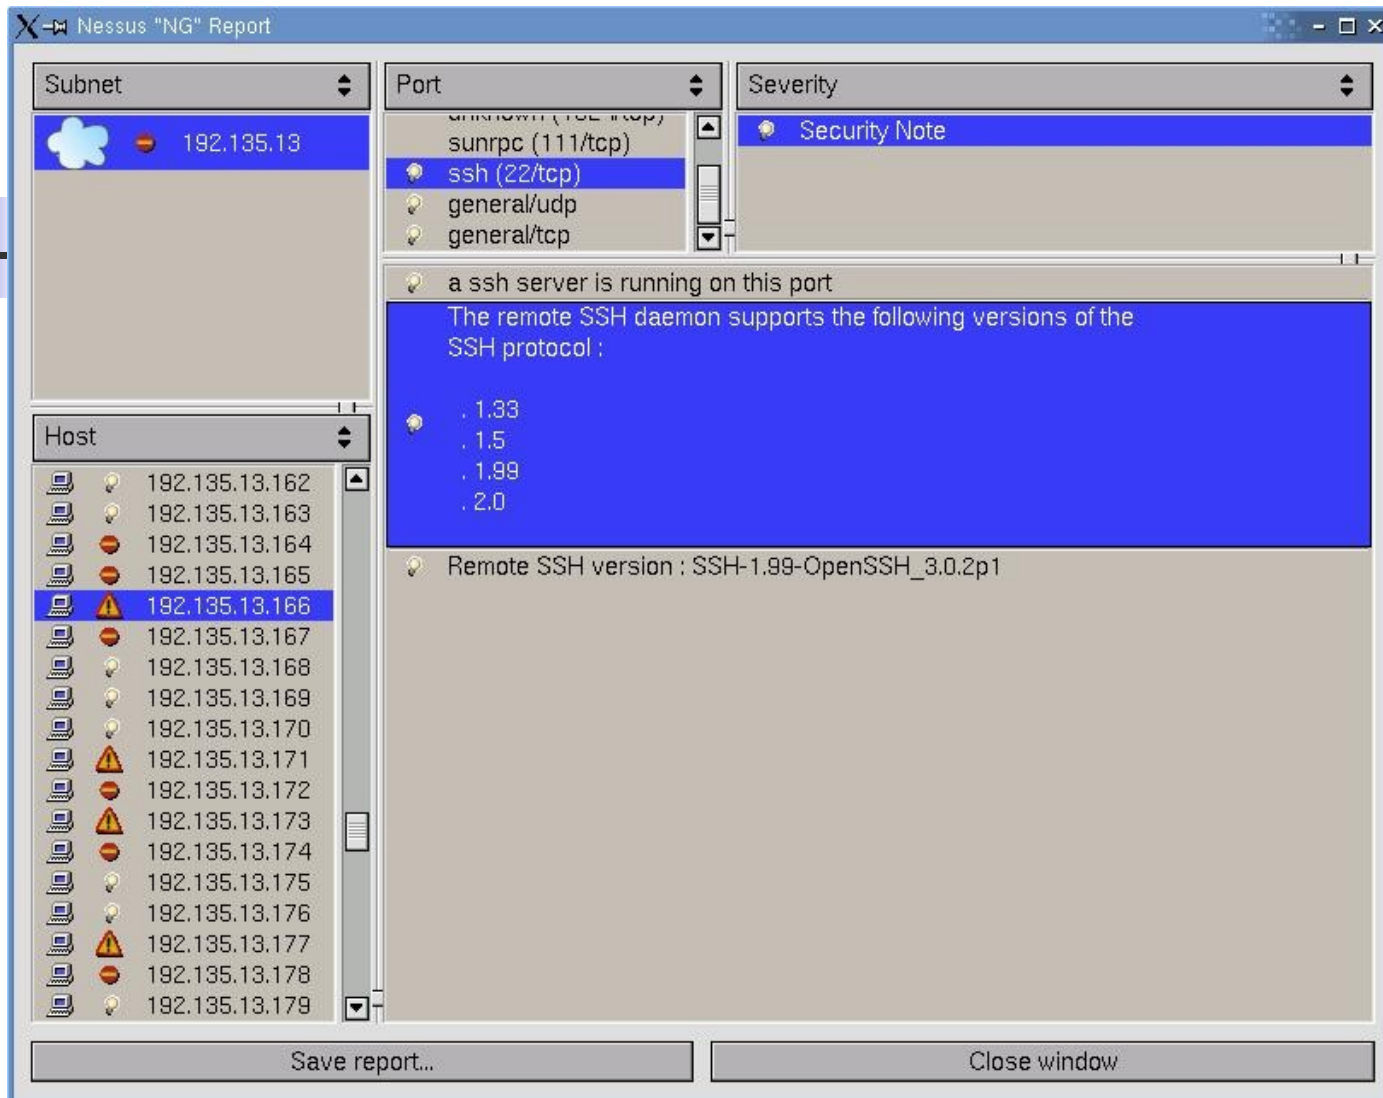 Nessus "NG" Report
Subnet
192.135.13
Port
sunrpc (111/tcp)
ssh (22/tcp)
general/udp
general/tcp
Severity
Security Note
a ssh server is running on this port
The remote SSH daemon supports the following versions of the
SSH protocol :
. 1.33
. 1.5
. 1.99
. 2.0
Remote SSH version : SSH-1.99-OpenSSH_3.0.2p1
Host
192.135.13.162
192.135.13.163
192.135.13.164
192.135.13.165
192.135.13.166
192.135.13.167
192.135.13.168
192.135.13.169
192.135.13.170
192.135.13.171
192.135.13.172
192.135.13.173
192.135.13.174
192.135.13.175
192.135.13.176
192.135.13.177
192.135.13.178
192.135.13.179
Save report...
Close window